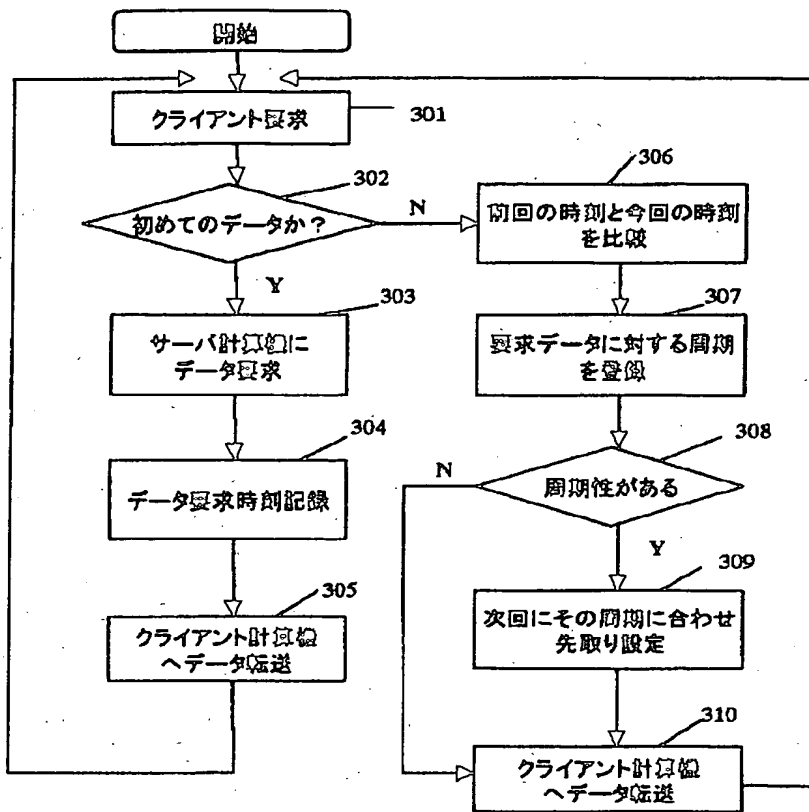 開始
クライアント要求
301
302
初めてのデータか?
N
Y
303
サーバ計算機に
データ要求
304
データ要求時刻記録
305
クライアント計算機
へデータ転送
306
前回の時刻と今回の時刻
を比較
307
要求データに対する周期
を登録
308
周期性がある
N
Y
309
次回にその周期に合わせ
先取り設定
310
クライアント計算機
へデータ転送